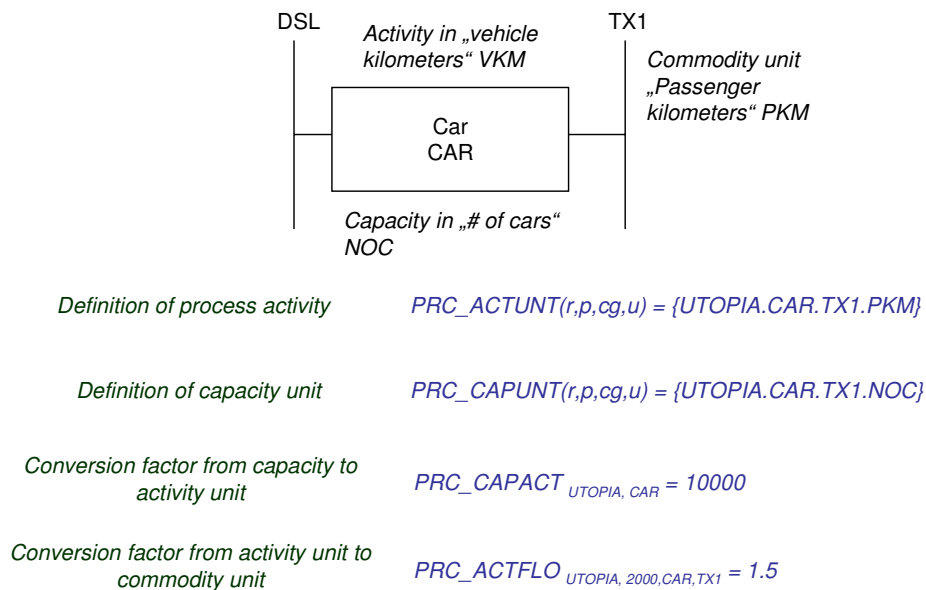 DSL
TX1
Activity in „vehicle
kilometers“ VKM
Commodity unit
„Passenger
kilometers“ PKM
Car
CAR
Capacity in „# of cars“
NOC
Definition of process activity
PRC_ACTUNT(r,p,cg,u) = {UTOPIA.CAR.TX1.PKM}
Definition of capacity unit
PRC_CAPUNT(r,p,cg,u) = {UTOPIA.CAR.TX1.NOC}
Conversion factor from capacity to
activity unit
PRC_CAPACT UTOPIA, CAR = 10000
Conversion factor from activity unit to
commodity unit
PRC_ACTFLO UTOPIA, 2000,CAR,TX1 = 1.5